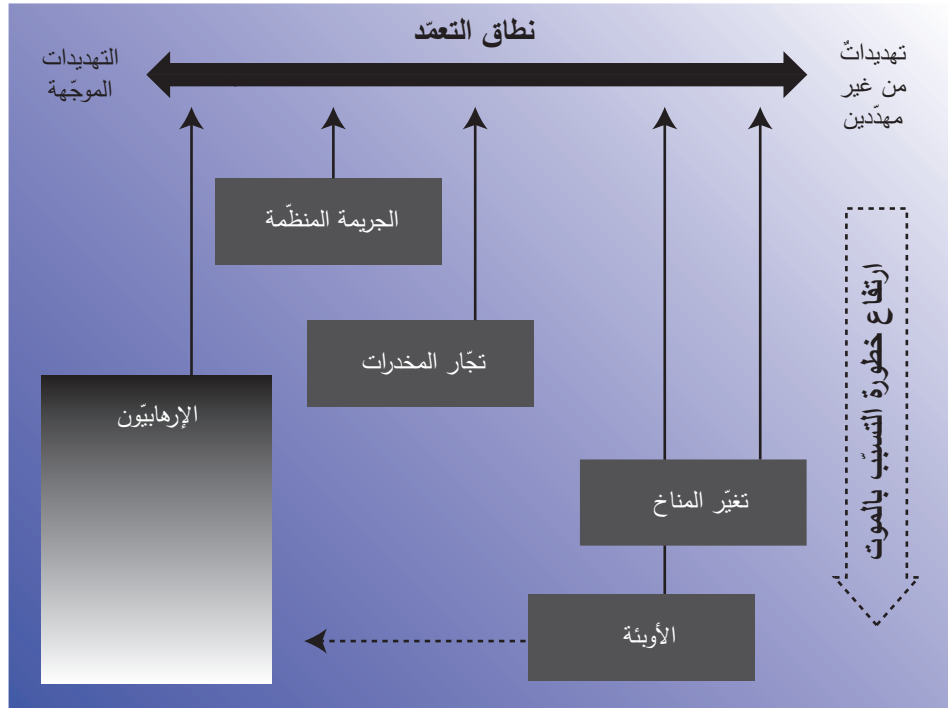 نطاق التعمّد
تهديداتٌ
من غير
مهدّدين
التهديدات
الموجّهة
الجريمة المنظّمة
تجّار المخدرات
الإرهابيّون
تغيّر المناخ
الأوبئة
ارتفاع خطورة التسبّب بالموت